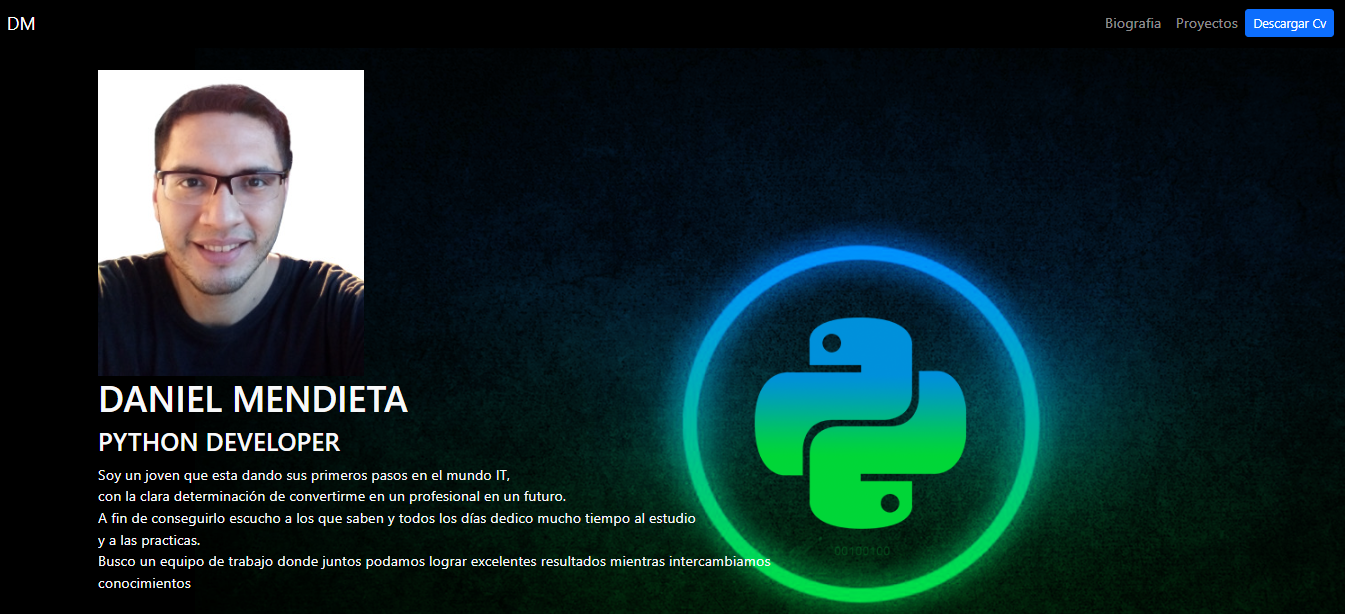 DM
Biografia
Proyectos
Descargar Cv
DANIEL MENDIETA
PYTHON DEVELOPER
Soy un joven que esta dando sus primeros pasos en el mundo IT,
con la clara determinación de convertirme en un profesional en un futuro.
A fin de conseguirlo escucho a los que saben y todos los días dedico mucho tiempo al estudio
y a las practicas.
Busco un equipo de trabajo donde juntos podamos lograr excelentes resultados mientras intercambiamos
conocimientos
00100100